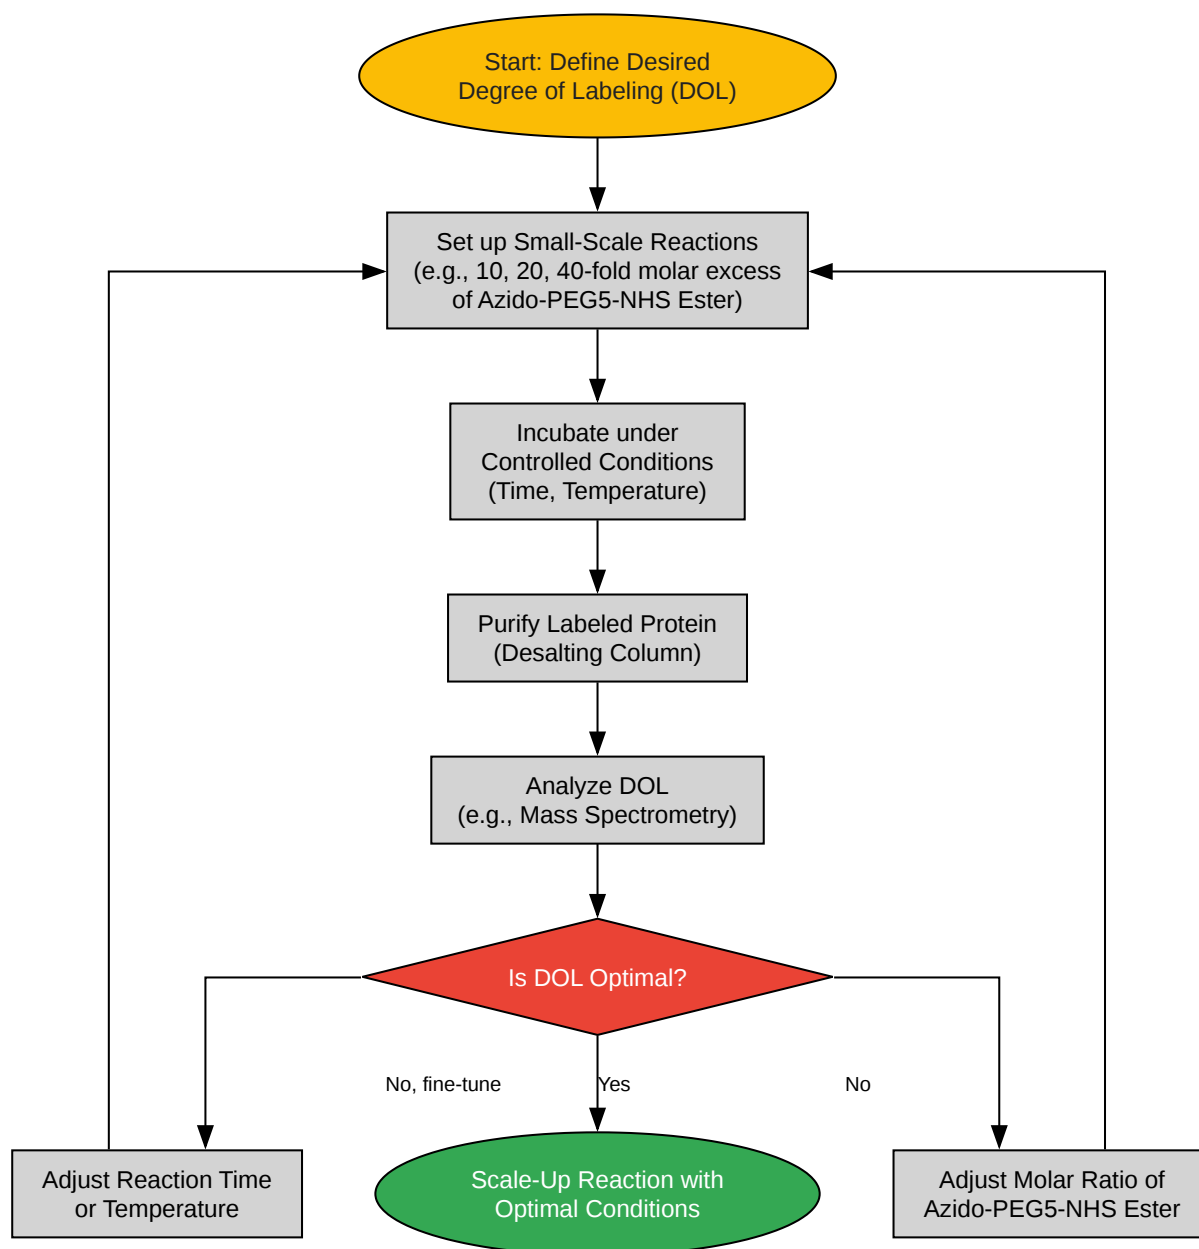 Start: Define Desired
Degree of Labeling (DOL)
Set up Small-Scale Reactions
(e.g., 10, 20, 40-fold molar excess
of Azido-PEG5-NHS Ester)
Incubate under
Controlled Conditions
(Time, Temperature)
Purify Labeled Protein
(Desalting Column)
Analyze DOL
(e.g., Mass Spectrometry)
Is DOL Optimal?
No, fine-tune
Yes
No
Adjust Reaction Time
or Temperature
Scale-Up Reaction with
Optimal Conditions
Adjust Molar Ratio of
Azido-PEG5-NHS Ester